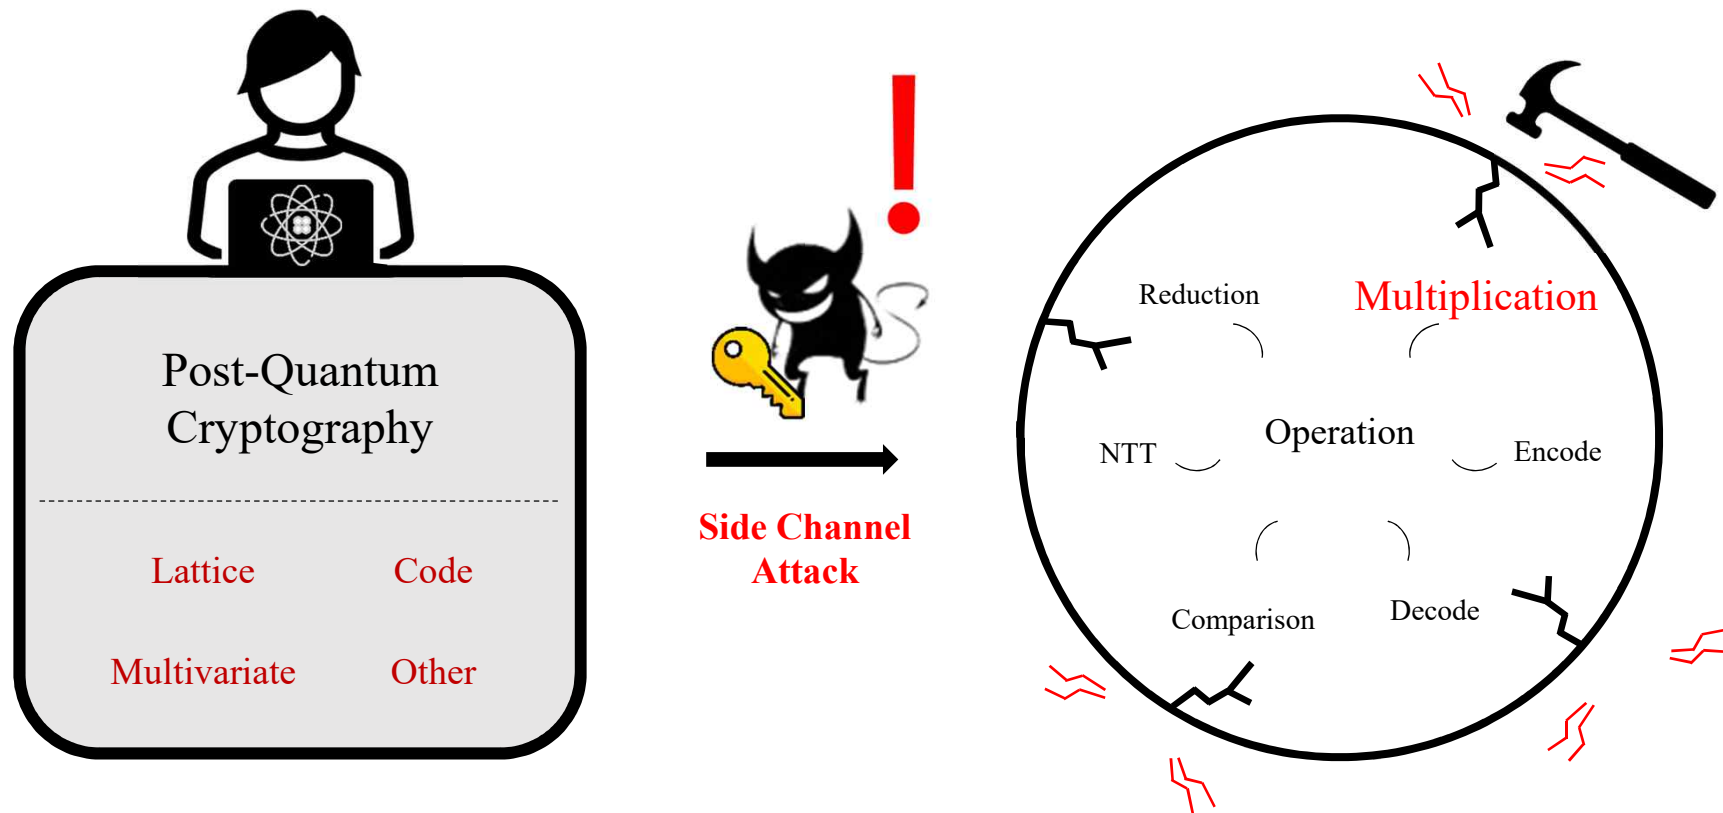 Post-Quantum
Cryptography
Lattice
Code
Multivariate
Other
Side Channel
Attack
Reduction
Multiplication
Operation
NTT
Encode
Comparison
Decode